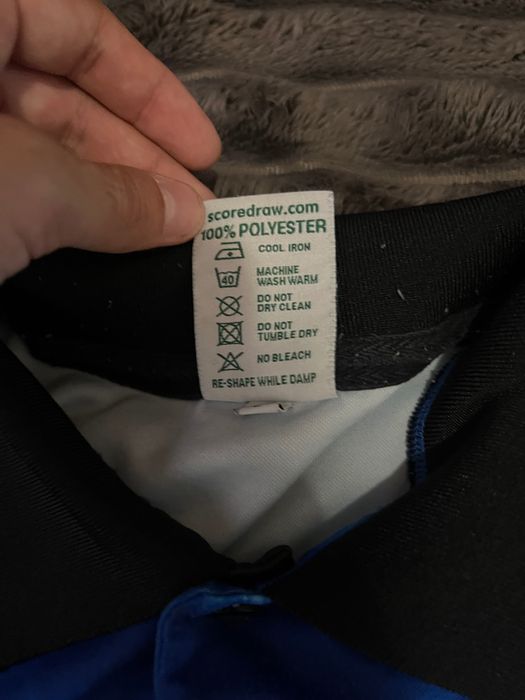 scoredraw.com
100% POLYESTER
COOL IRON
40 MACHINE
WASH WARM
DO NOT
DRY CLEAN
DO NOT
TUMBLE DRY
NO BLEACH
RE-SHAPE WHILE DAMP